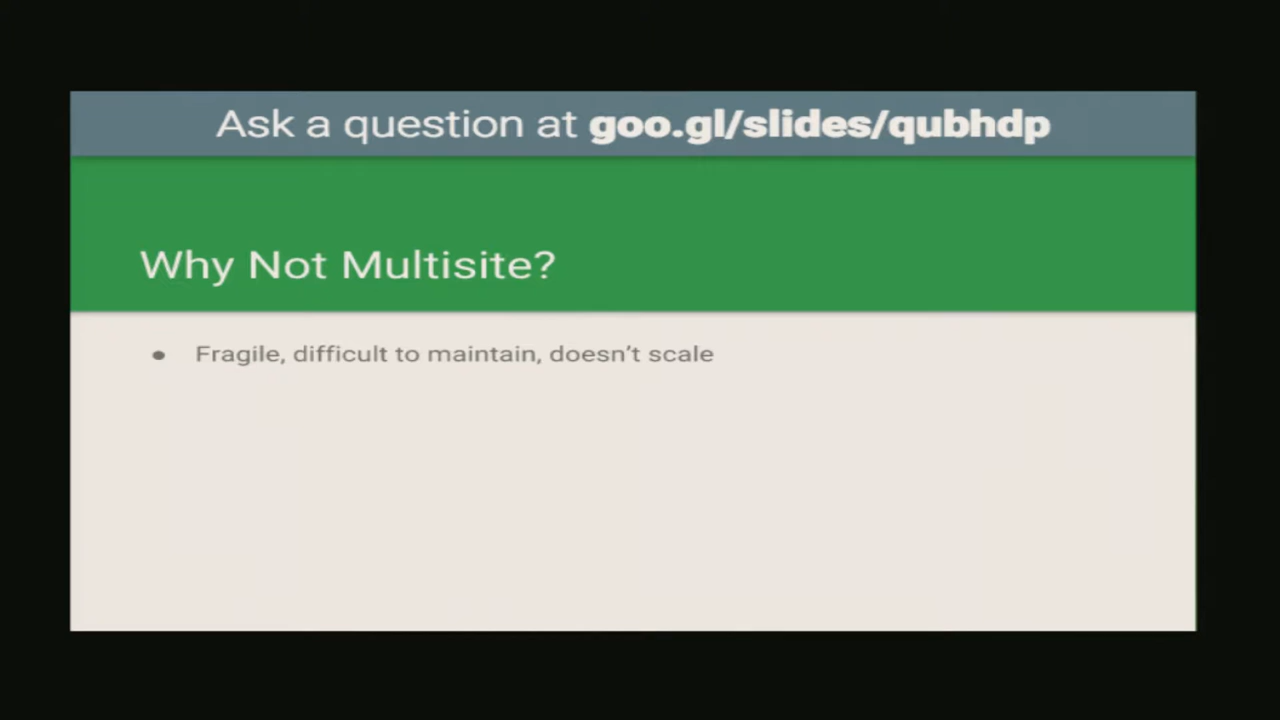 Ask a question at goo.gl/slides/qubhdp
Why Not Multisite?
● Fragile, difficult to maintain, doesn’t scale